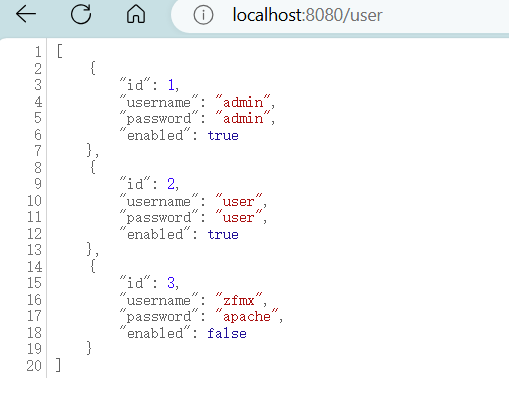 localhost:8080/user
1 [
2     {
3         "id": 1,
4         "username": "admin",
5         "password": "admin",
6         "enabled": true
7     },
8     {
9         "id": 2,
10         "username": "user",
11         "password": "user",
12         "enabled": true
13     },
14     {
15         "id": 3,
16         "username": "zfmx",
17         "password": "apache",
18         "enabled": false
19     }
20 ]